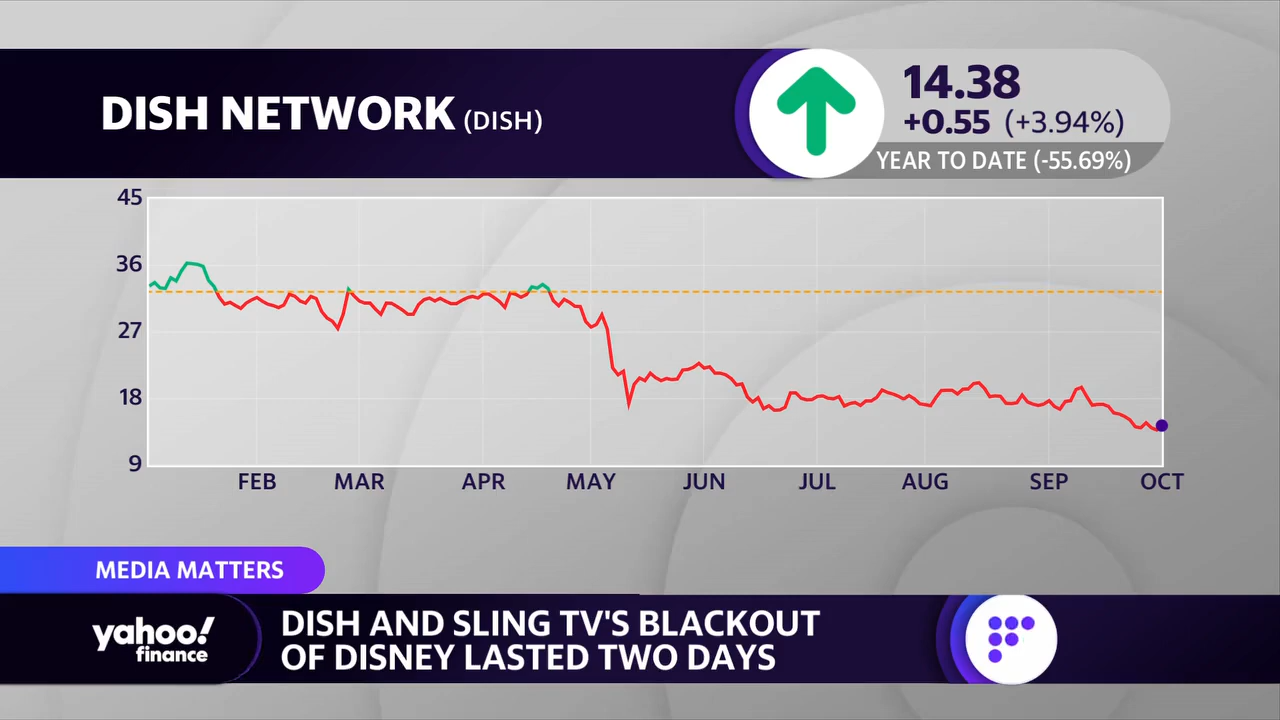 DISH NETWORK (DISH)
14.38
+0.55 (+3.94%)
YEAR TO DATE (-55.69%)
45
36
27
18
9
FEB MAR APR MAY JUN JUL AUG SEP OCT
MEDIA MATTERS
yahoo!
finance
DISH AND SLING TV'S BLACKOUT
OF DISNEY LASTED TWO DAYS